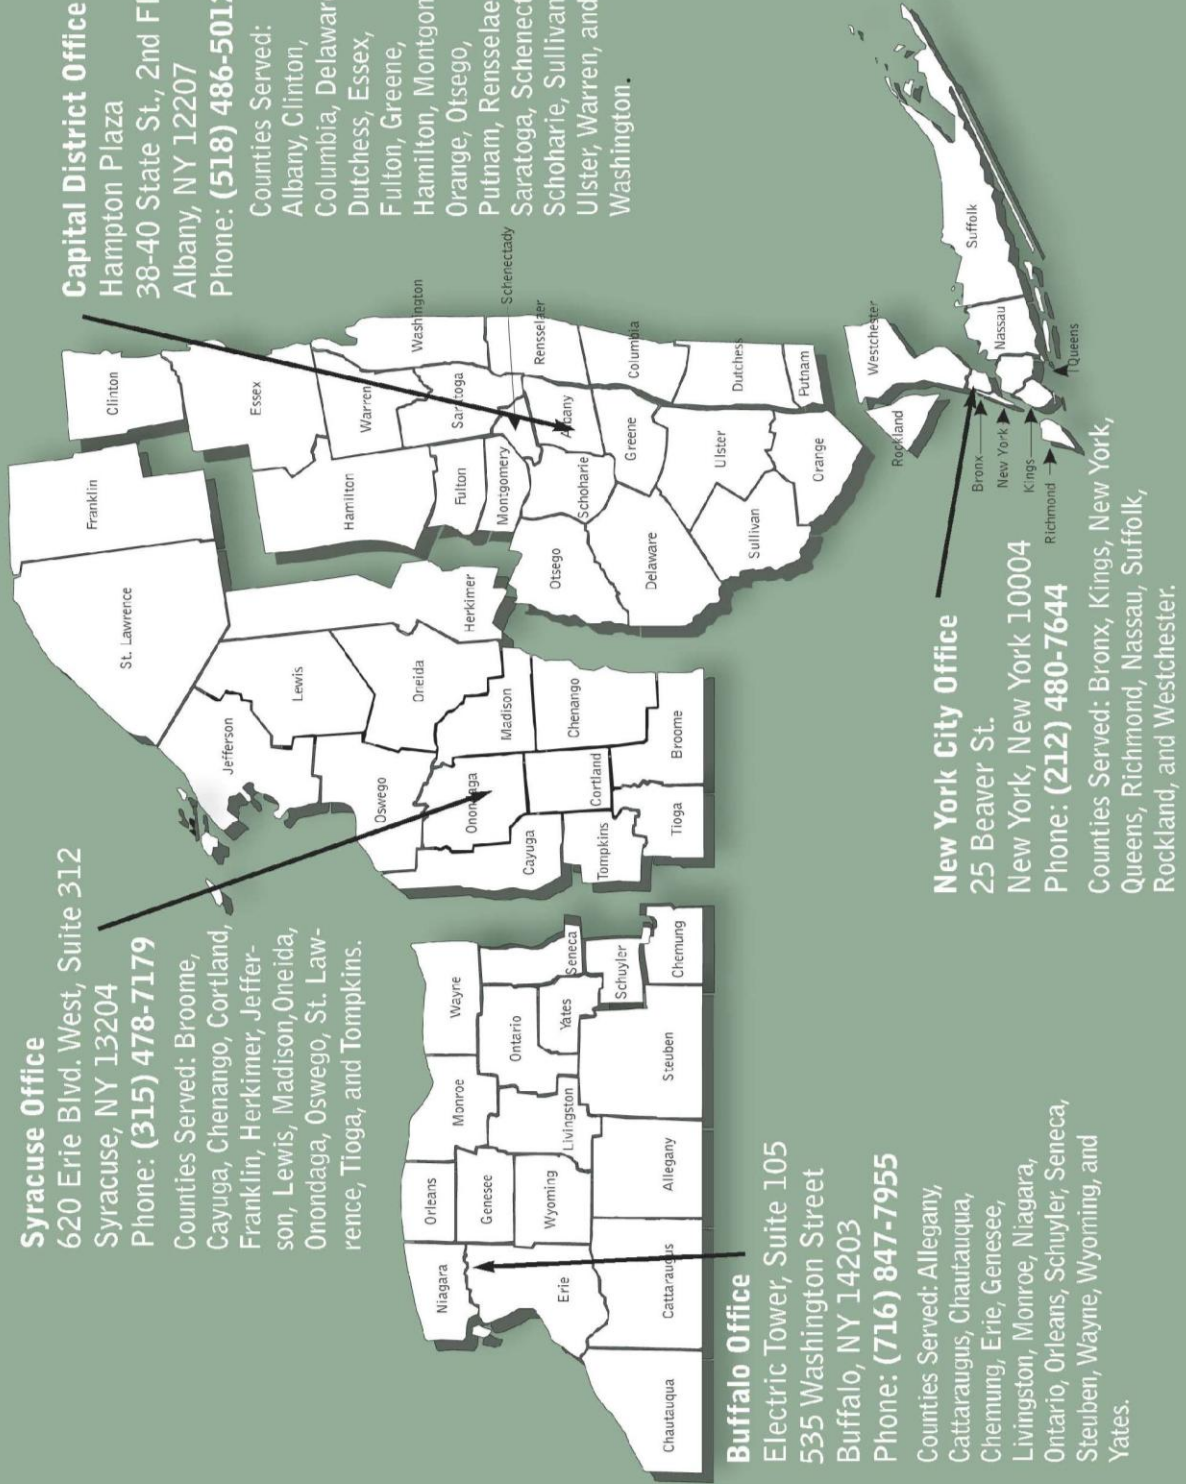 Syracuse Office
620 Erie Blvd. West, Suite 312
Syracuse, NY 13204
Phone: (315) 478-7179
Counties Served: Broome,
Cayuga, Chenango, Cortland,
Franklin, Herkimer, Jeffer-
son, Lewis, Madison,Oneida,
Onondaga, Oswego, St. Law-
rence, Tioga, and Tompkins.
Capital District Office
Hampton Plaza
38-40 State St., 2nd Fl
Albany, NY 12207
Phone: (518) 486-501
Counties Served:
Albany, Clinton,
Columbia, Delawar
Dutchess, Essex,
Fulton, Greene,
Hamilton, Montgom
Orange, Otsego,
Putnam, Rensselae
Saratoga, Schenect
Schoharie, Sullivan
Ulster, Warren, and
Washington.
Buffalo Office
Electric Tower, Suite 105
535 Washington Street
Buffalo, NY 14203
Phone: (716) 847-7955
Counties Served: Allegany,
Cattaraugus, Chautauqua,
Chemung, Erie, Genesee,
Livingston, Monroe, Niagara,
Ontario, Orleans, Schuyler, Seneca,
Steuben, Wayne, Wyoming, and
Yates.
New York City Office
25 Beaver St.
New York, New York 10004
Phone: (212) 480-7644
Counties Served: Bronx, Kings, New York,
Queens, Richmond, Nassau, Suffolk,
Rockland, and Westchester.
St. Lawrence
Franklin
Clinton
Jefferson
Lewis
Essex
Hamilton
Warren
Washington
Oswego
Oneida
Herkimer
Fulton
Saratoga
Montgomery
Schenectady
Rensselaer
Onondaga
Madison
Cayuga
Cortland
Chenango
Tompkins
Tioga
Broome
Otsego
Schoharie
Albany
Greene
Columbia
Delaware
Ulster
Dutchess
Sullivan
Orange
Putnam
Niagara
Orleans
Monroe
Wayne
Genesee
Ontario
Seneca
Erie
Wyoming
Livingston
Yates
Schuyler
Chautauqua
Cattaraugus
Allegany
Steuben
Chemung
Rockland
Westchester
Bronx
New York
Kings
Richmond
Queens
Nassau
Suffolk